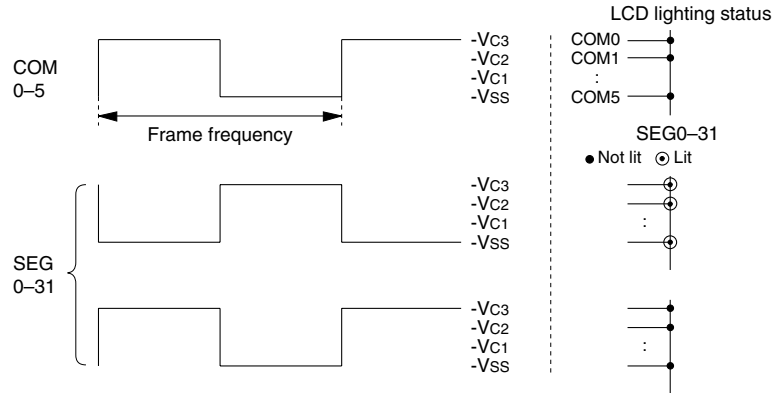 LCD lighting status
COM
0–5
-VC3
-VC2
-VC1
-VSS
COM0
COM1
:
COM5
Frame frequency
SEG0–31
Not lit Lit
SEG
0–31
-VC3
-VC2
-VC1
-VSS
:
-VC3
-VC2
-VC1
-VSS
: